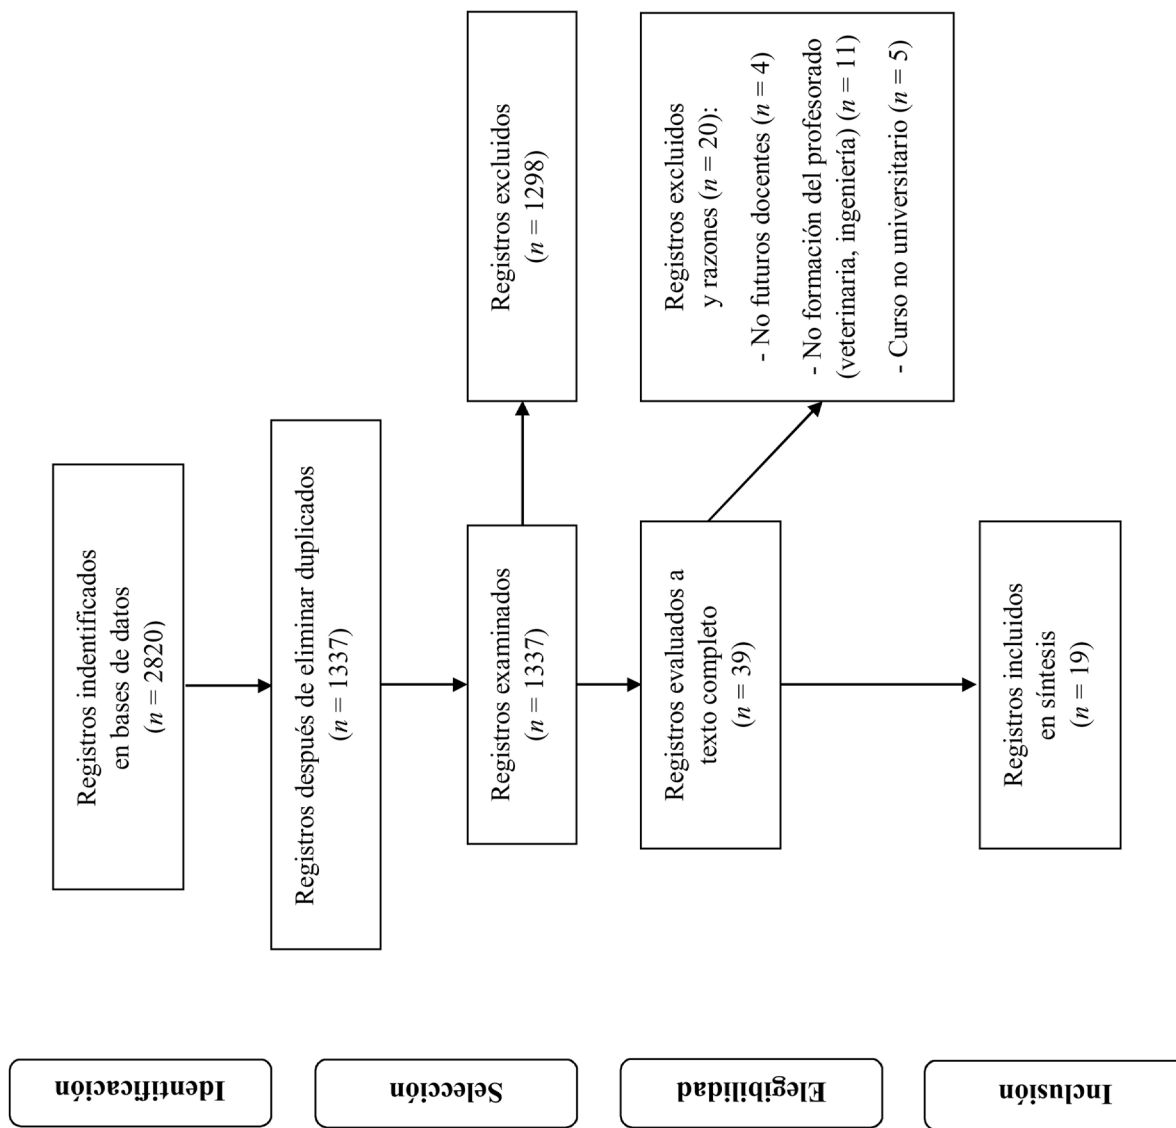 Identificación
Registros indentificados
en bases de datos
(n = 2820)
Registros después de eliminar duplicados
(n = 1337)
Selección
Registros examinados
(n = 1337)
Registros excluidos
(n = 1298)
Elegibilidad
Registros evaluados a
texto completo
(n = 39)
Registros excluidos
y razones (n = 20):
- No futuros docentes (n = 4)
- No formación del profesorado
(veterinaria, ingeniería) (n = 11)
- Curso no universitario (n = 5)
Inclusión
Registros incluidos
en síntesis
(n = 19)